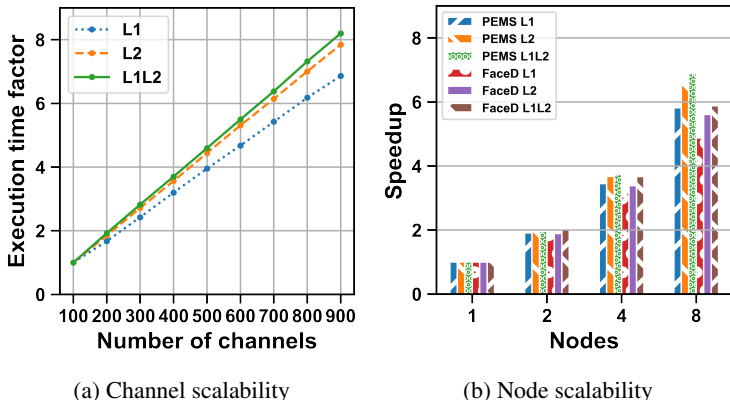 L1
L2
L1L2
8
6
4
2
0
Execution time factor
100 200 300 400 500 600 700 800 900
Number of channels
(a) Channel scalability
PEMS L1
PEMS L2
PEMS L1L2
FaceD L1
FaceD L2
FaceD L1L2
8
6
4
2
0
Speedup
1 2 4 8
Nodes
(b) Node scalability